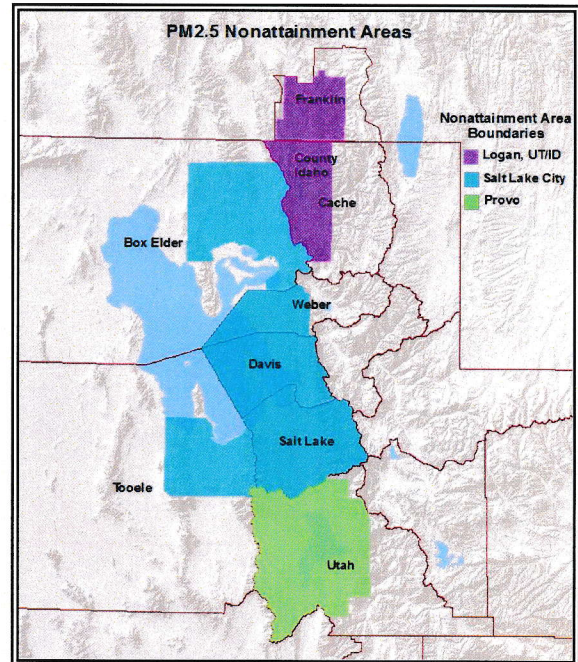 PM2.5 Nonattainment Areas
Franklin
Nonattainment Area
Boundaries
Logan, UT/ID
Salt Lake City
Provo
County
Idaho
Cache
Box Elder
Weber
Davis
Salt Lake
Tooele
Utah